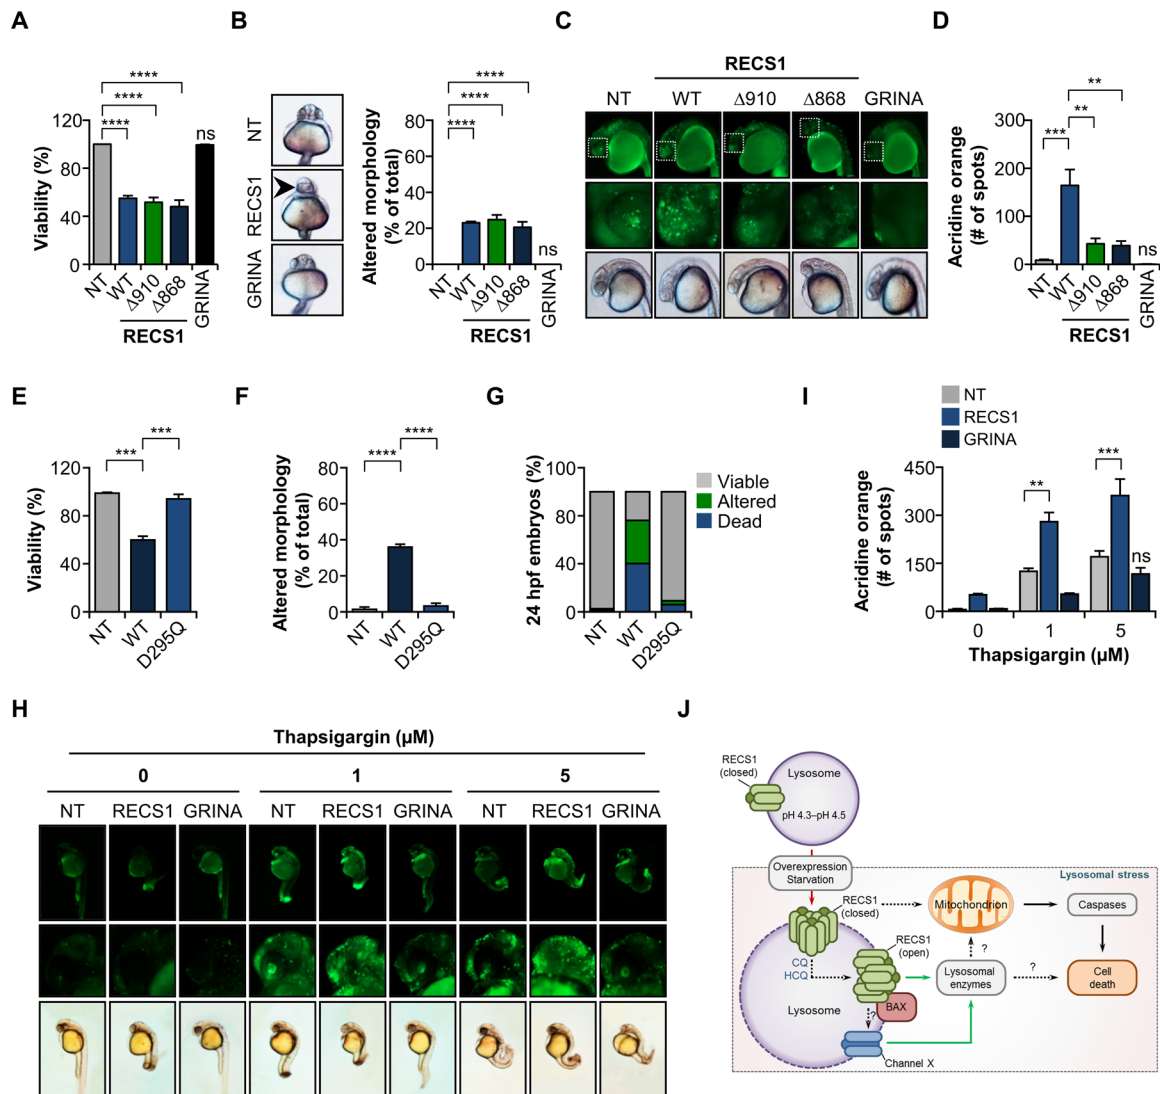 A
Viability (%)
120
80
40
0
****
****
****
ns
NT
WT
Δ910
Δ868
GRINA
RECS1
B
NT
RECS1
GRINA
Altered morphology
(% of total)
120
80
60
40
20
0
****
****
****
ns
NT
WT
Δ910
Δ868
GRINA
RECS1
C
RECS1
NT WT Δ910 Δ868 GRINA
D
Acridine orange
(# of spots)
300
200
100
0
***
**
**
ns
NT
WT
Δ910
Δ868
GRINA
RECS1
E
Viability (%)
120
80
40
0
*** ***
NT
WT
D295Q
F
Altered morphology
(% of total)
120
80
60
40
20
0
**** ****
NT
WT
D295Q
G
24 hpf embryos (%)
120
80
40
0
NT
WT
D295Q
Viable
Altered
Dead
I
NT
RECS1
GRINA
Acridine orange
(# of spots)
450
300
150
0
**
***
ns
0 1 5
Thapsigargin (μM)
H
Thapsigargin (μM)
0 1 5
NT RECS1 GRINA NT RECS1 GRINA NT RECS1 GRINA
J
RECS1
(closed)
Lysosome
pH 4.3–pH 4.5
Overexpression
Starvation
Lysosomal stress
RECS1
(closed)
Mitochondrion
Caspases
RECS1
(open)
CQ
HCQ
?
Lysosomal
enzymes
?
Cell
death
Lysosome
BAX
?
Channel X